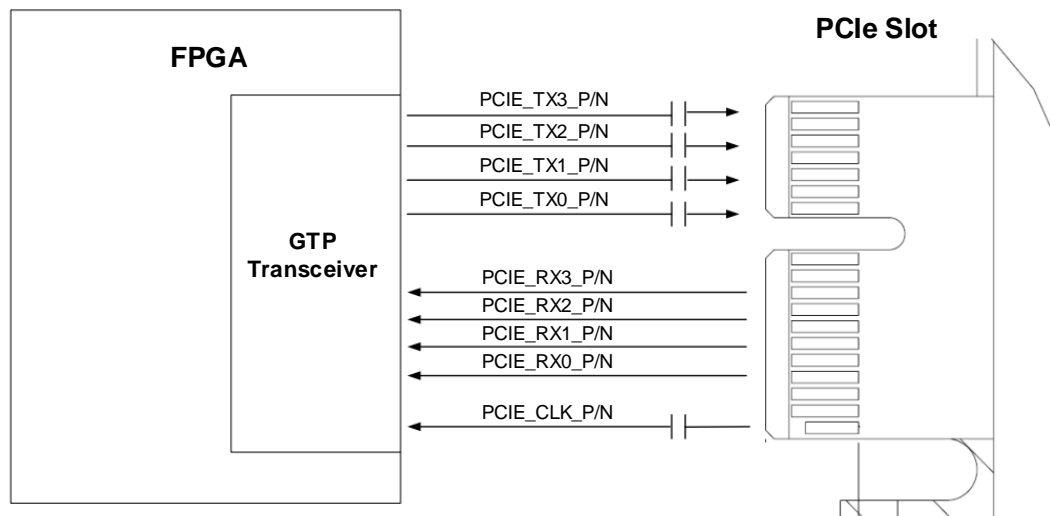 PCIe Slot
FPGA
PCIE_TX3_P/N
PCIE_TX2_P/N
PCIE_TX1_P/N
PCIE_TX0_P/N
GTP
Transceiver
PCIE_RX3_P/N
PCIE_RX2_P/N
PCIE_RX1_P/N
PCIE_RX0_P/N
PCIE_CLK_P/N